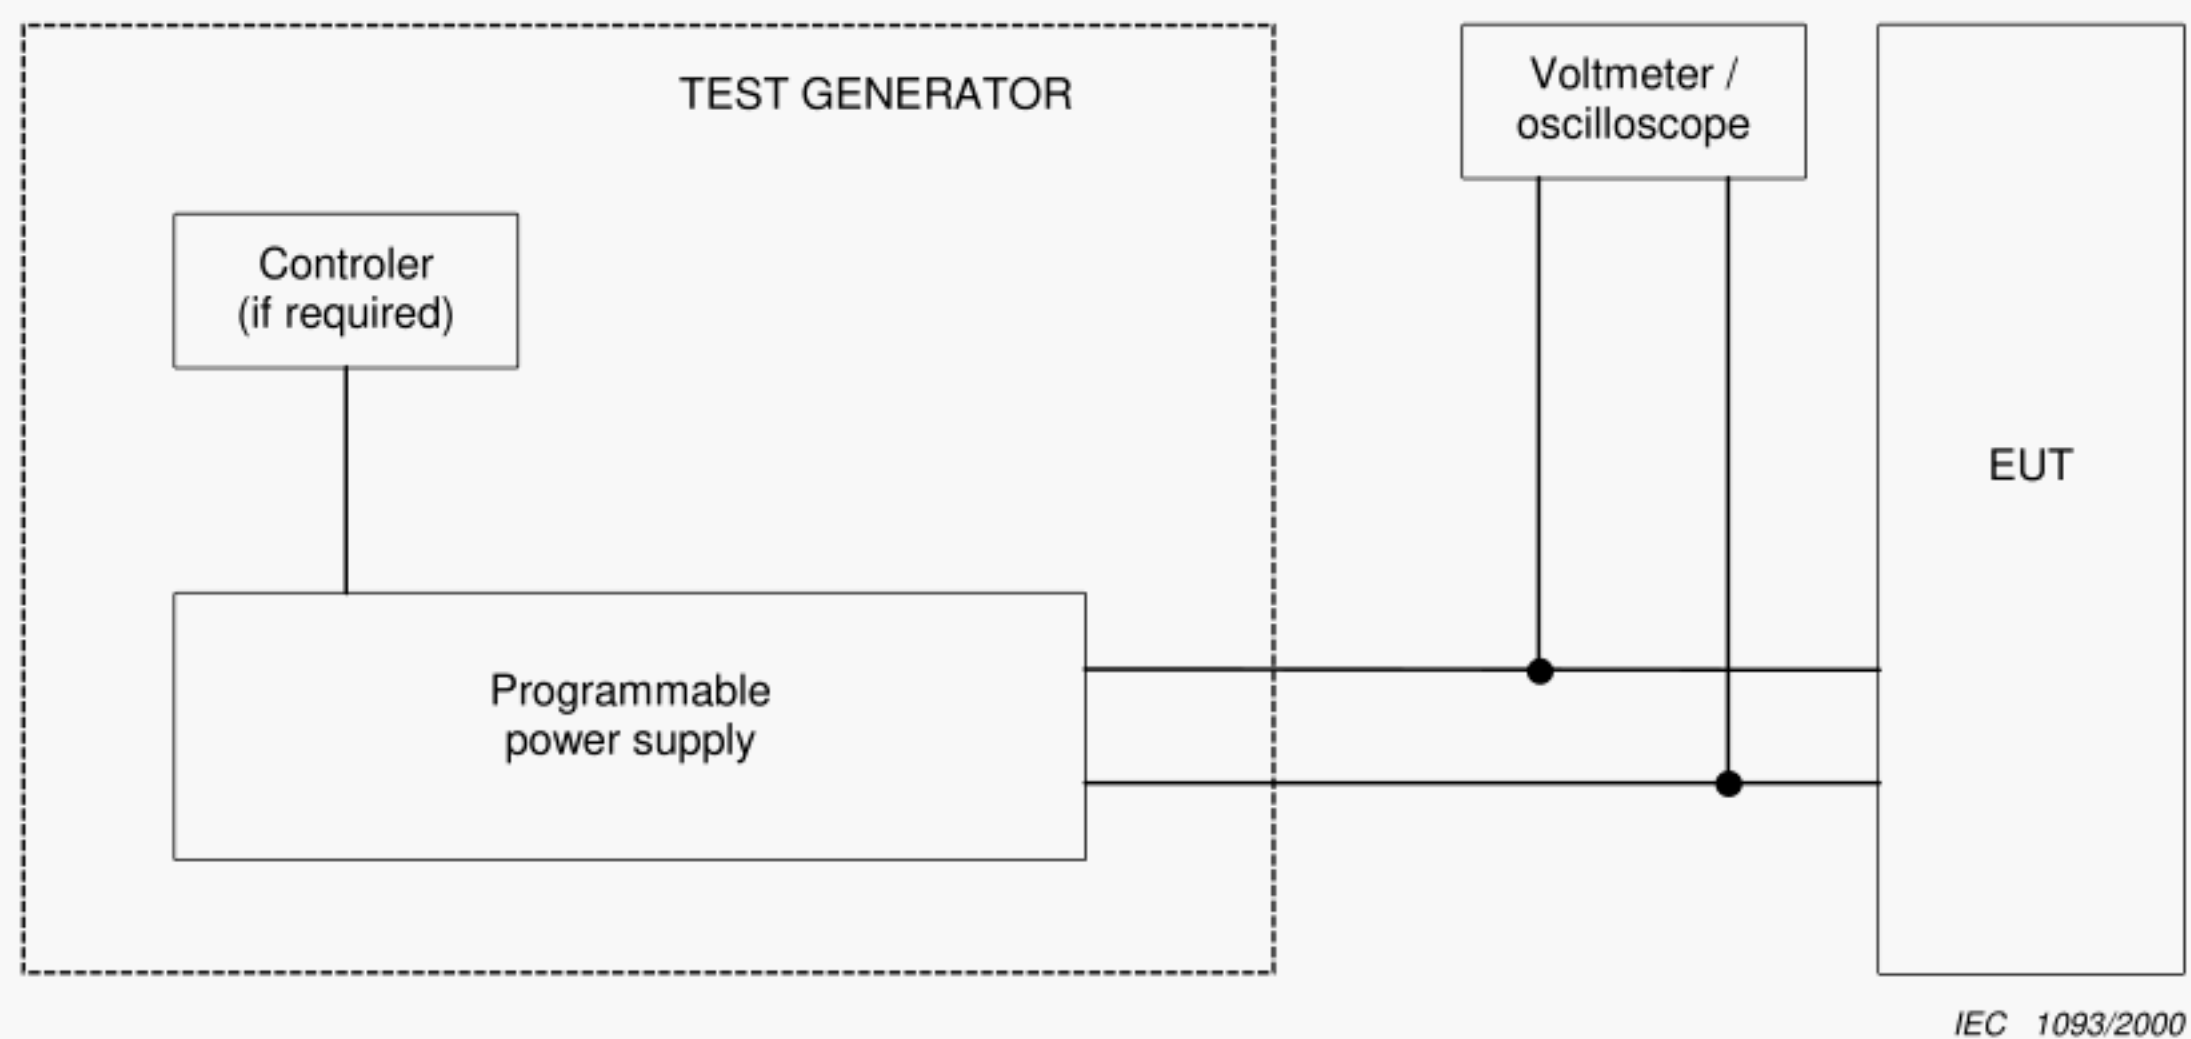 TEST GENERATOR
Voltmeter /
oscilloscope
Controler
(if required)
EUT
Programmable
power supply
IEC 1093/2000